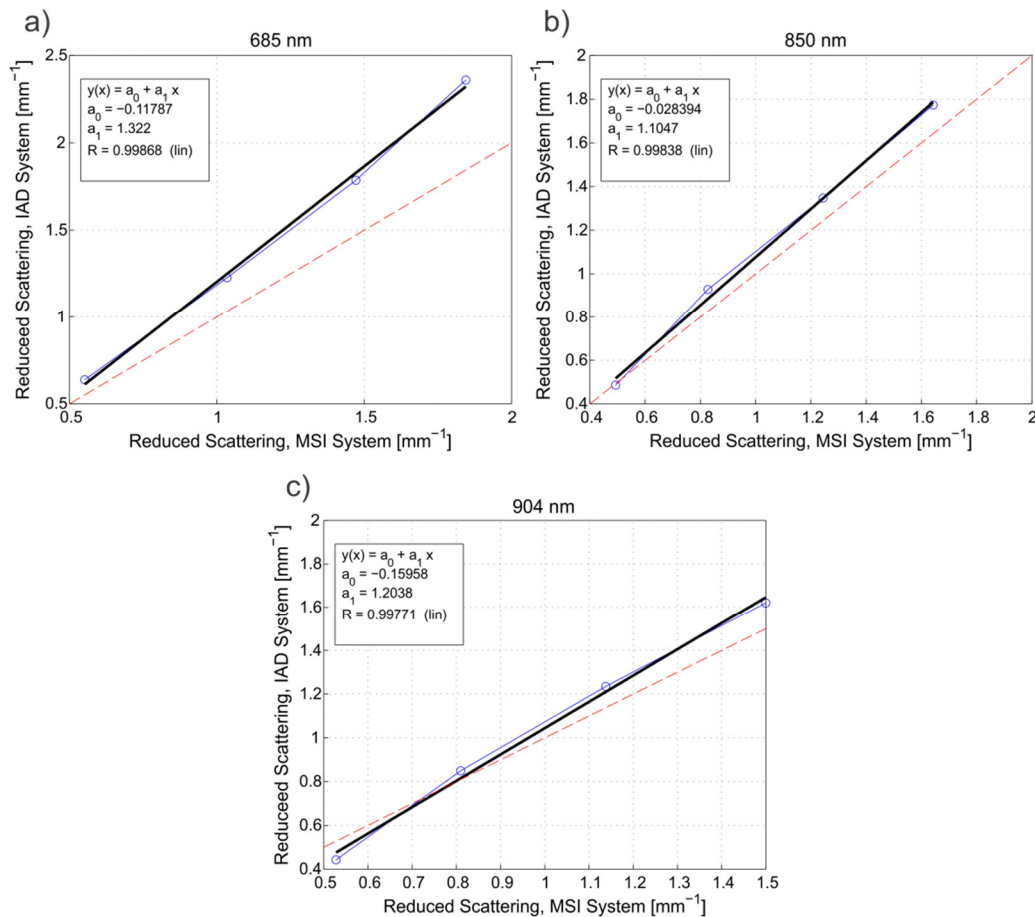 a)
685 nm
2.5
2
1.5
1
0.5
0.5
1
1.5
2
y(x) = a0 + a1 x
a0 = −0.11787
a1 = 1.322
R = 0.99868 (lin)
Reduceed Scattering, IAD System [mm−1]
Reduced Scattering, MSI System [mm−1]
b)
850 nm
2
1.8
1.6
1.4
1.2
1
0.8
0.6
0.4
0.4
0.6
0.8
1
1.2
1.4
1.6
1.8
2
y(x) = a0 + a1 x
a0 = −0.028394
a1 = 1.1047
R = 0.99838 (lin)
Reduceed Scattering, IAD System [mm−1]
Reduced Scattering, MSI System [mm−1]
c)
904 nm
2
1.8
1.6
1.4
1.2
1
0.8
0.6
0.4
0.5
0.6
0.7
0.8
0.9
1
1.1
1.2
1.3
1.4
1.5
y(x) = a0 + a1 x
a0 = −0.15958
a1 = 1.2038
R = 0.99771 (lin)
Reduceed Scattering, IAD System [mm−1]
Reduced Scattering, MSI System [mm−1]